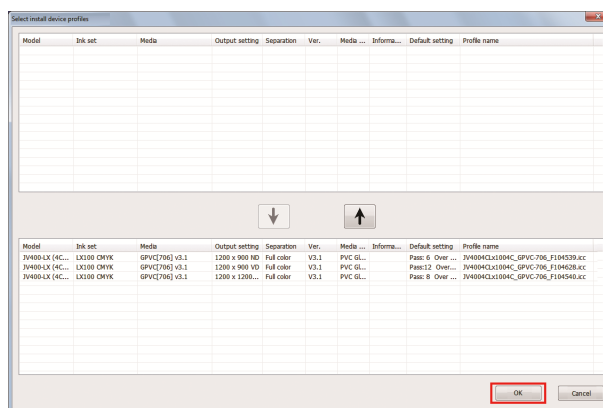 Select install device profiles
Model Ink set Media Output setting Separation Ver. Media ... Informa... Default setting Profile name
Model Ink set Media Output setting Separation Ver. Media ... Informa... Default setting Profile name
JV400-LX (4C... LX100 CMYK GPVC[706] v3.1 1200 x 900 ND Full color V3.1 PVC Gl... Pass: 6 Over ... JV4004CLx1004C_GPVC-706_F104539.icc
JV400-LX (4C... LX100 CMYK GPVC[706] v3.1 1200 x 900 VD Full color V3.1 PVC Gl... Pass:12 Over... JV4004CLx1004C_GPVC-706_F104628.icc
JV400-LX (4C... LX100 CMYK GPVC[706] v3.1 1200 x 1200... Full color V3.1 PVC Gl... Pass: 8 Over ... JV4004CLx1004C_GPVC-706_F104540.icc
OK Cancel